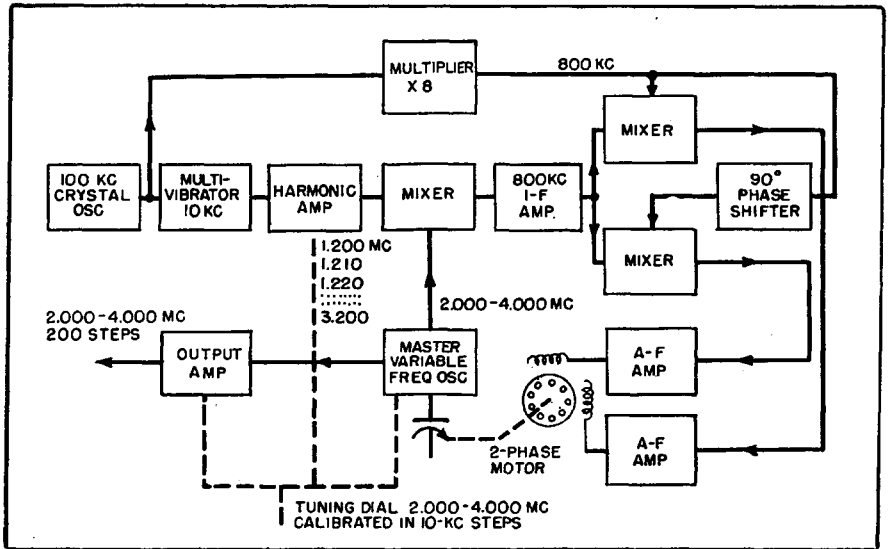 MULTIPLIER
X 8
800 KC
MIXER
100 KC
CRYSTAL
OSC
MULTI-
VIBRATOR
10 KC
HARMONIC
AMP
MIXER
800KC
I-F
AMP.
90°
PHASE
SHIFTER
MIXER
1.200 MC
1.210
1.220
3.200
2.000-4.000 MC
2.000-4.000 MC
200 STEPS
OUTPUT
AMP
MASTER
VARIABLE
FREQ OSC
A-F
AMP
2-PHASE
MOTOR
A-F
AMP
TUNING DIAL 2.000-4.000 MC
CALIBRATED IN 10-KC STEPS